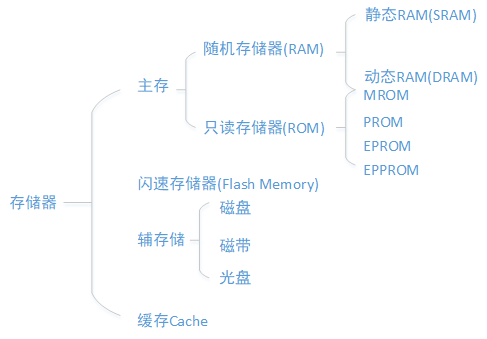 存储器
主存
随机存储器(RAM)
静态RAM(SRAM)
动态RAM(DRAM)
只读存储器(ROM)
MROM
PROM
EPROM
EPPROM
闪速存储器(Flash Memory)
辅存储
磁盘
磁带
光盘
缓存Cache